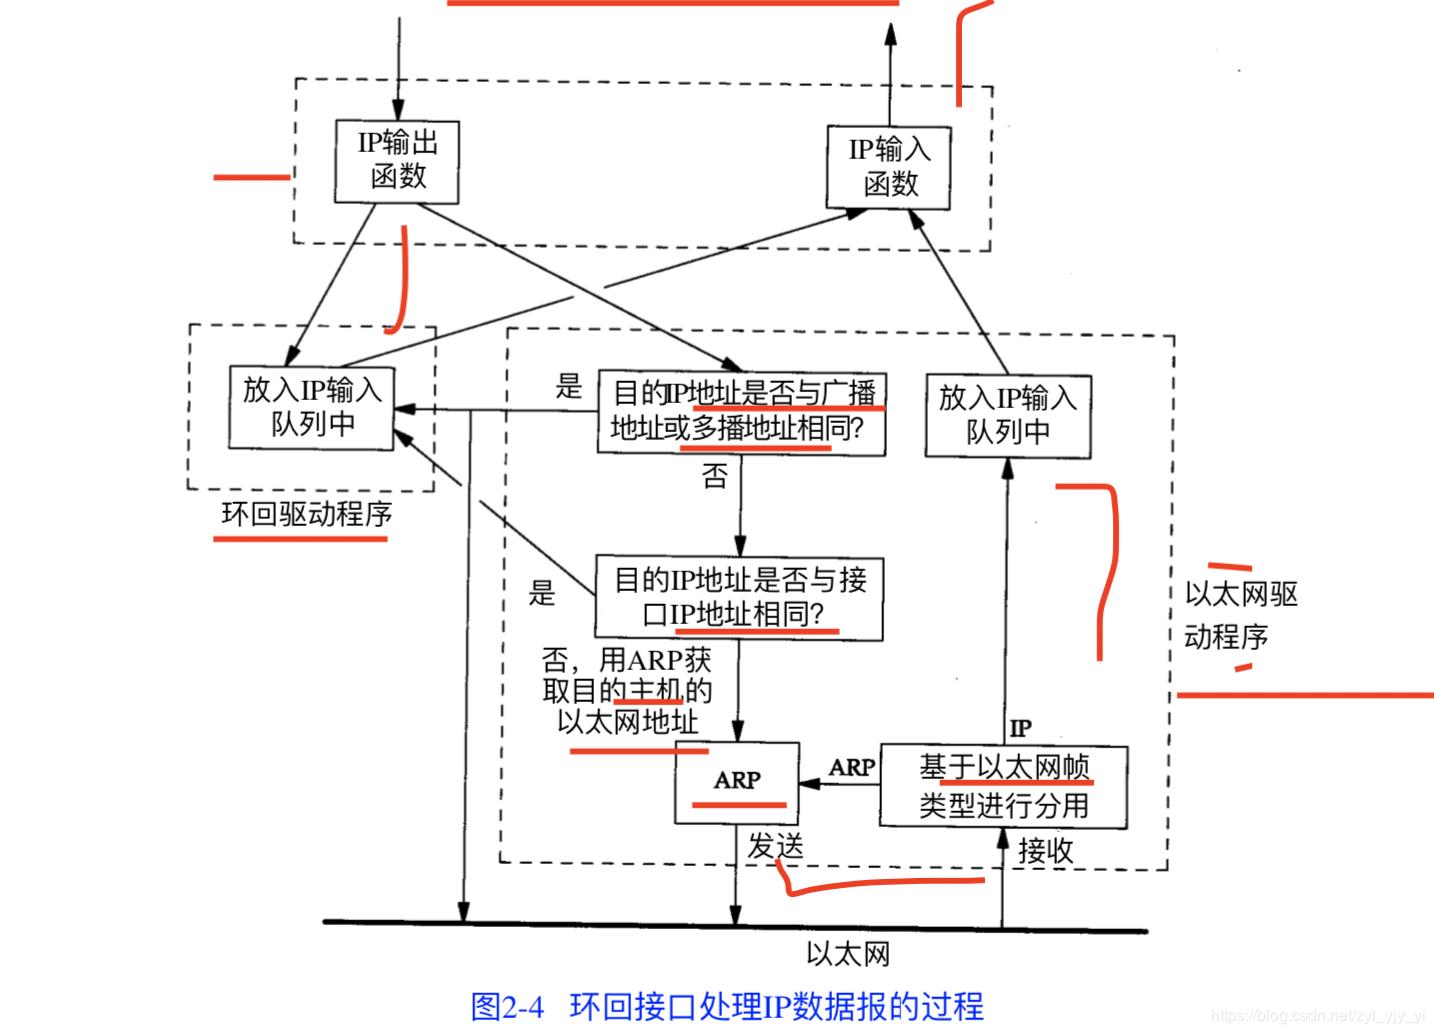 IP输出
函数
IP输入
函数
放入IP输入
队列中
是
目的IP地址是否与广播
地址或多播地址相同？
放入IP输入
队列中
否
环回驱动程序
是
目的IP地址是否与接
口IP地址相同？
以太网驱
动程序
否，用ARP获
取目的主机的
以太网地址
IP
ARP
ARP
基于以太网帧
类型进行分用
发送
接收
以太网
图2-4 环回接口处理IP数据报的过程
https://blog.csdn.net/zyl_yjy_yi